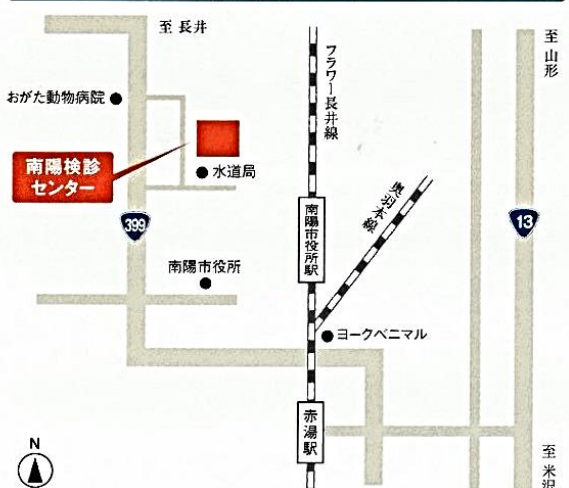 至 長井
至 山形
フラワー長井線
おがた動物病院
南陽検診
センター
水道局
奥羽本線
399
南陽市役所駅
13
南陽市役所
ヨークベニマル
赤湯駅
至 米沢
N